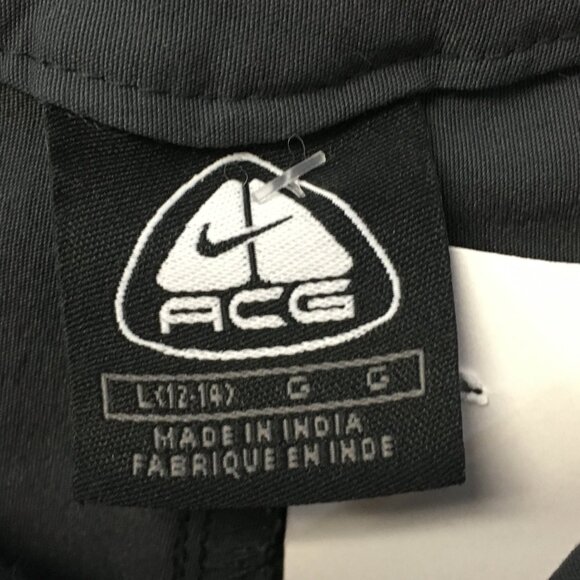 ACG
L(12-14) G G
MADE IN INDIA
FABRIQUE EN INDE